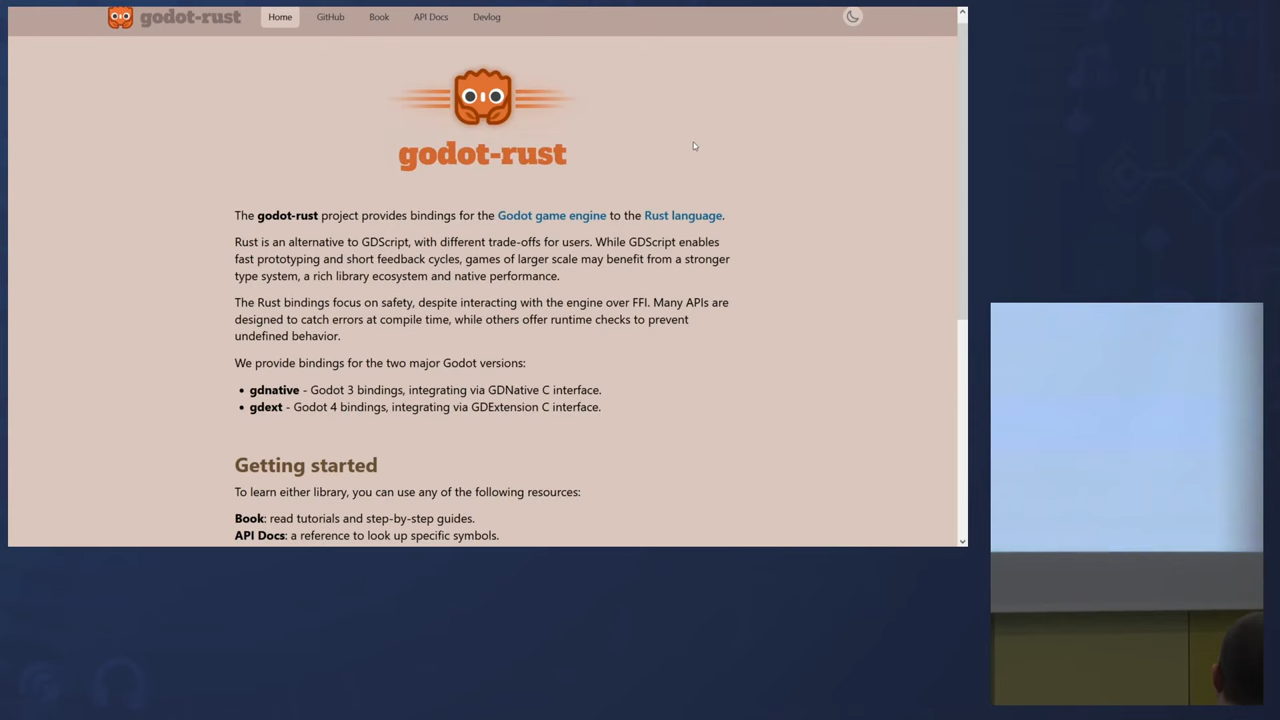 godot-rust Home GitHub Book API Docs Devlog
godot-rust
The godot-rust project provides bindings for the Godot game engine to the Rust language.
Rust is an alternative to GDScript, with different trade-offs for users. While GDScript enables
fast prototyping and short feedback cycles, games of larger scale may benefit from a stronger
type system, a rich library ecosystem and native performance.
The Rust bindings focus on safety, despite interacting with the engine over FFI. Many APIs are
designed to catch errors at compile time, while others offer runtime checks to prevent
undefined behavior.
We provide bindings for the two major Godot versions:
• gdnative - Godot 3 bindings, integrating via GDNative C interface.
• gdext - Godot 4 bindings, integrating via GDExtension C interface.
Getting started
To learn either library, you can use any of the following resources:
Book: read tutorials and step-by-step guides.
API Docs: a reference to look up specific symbols.